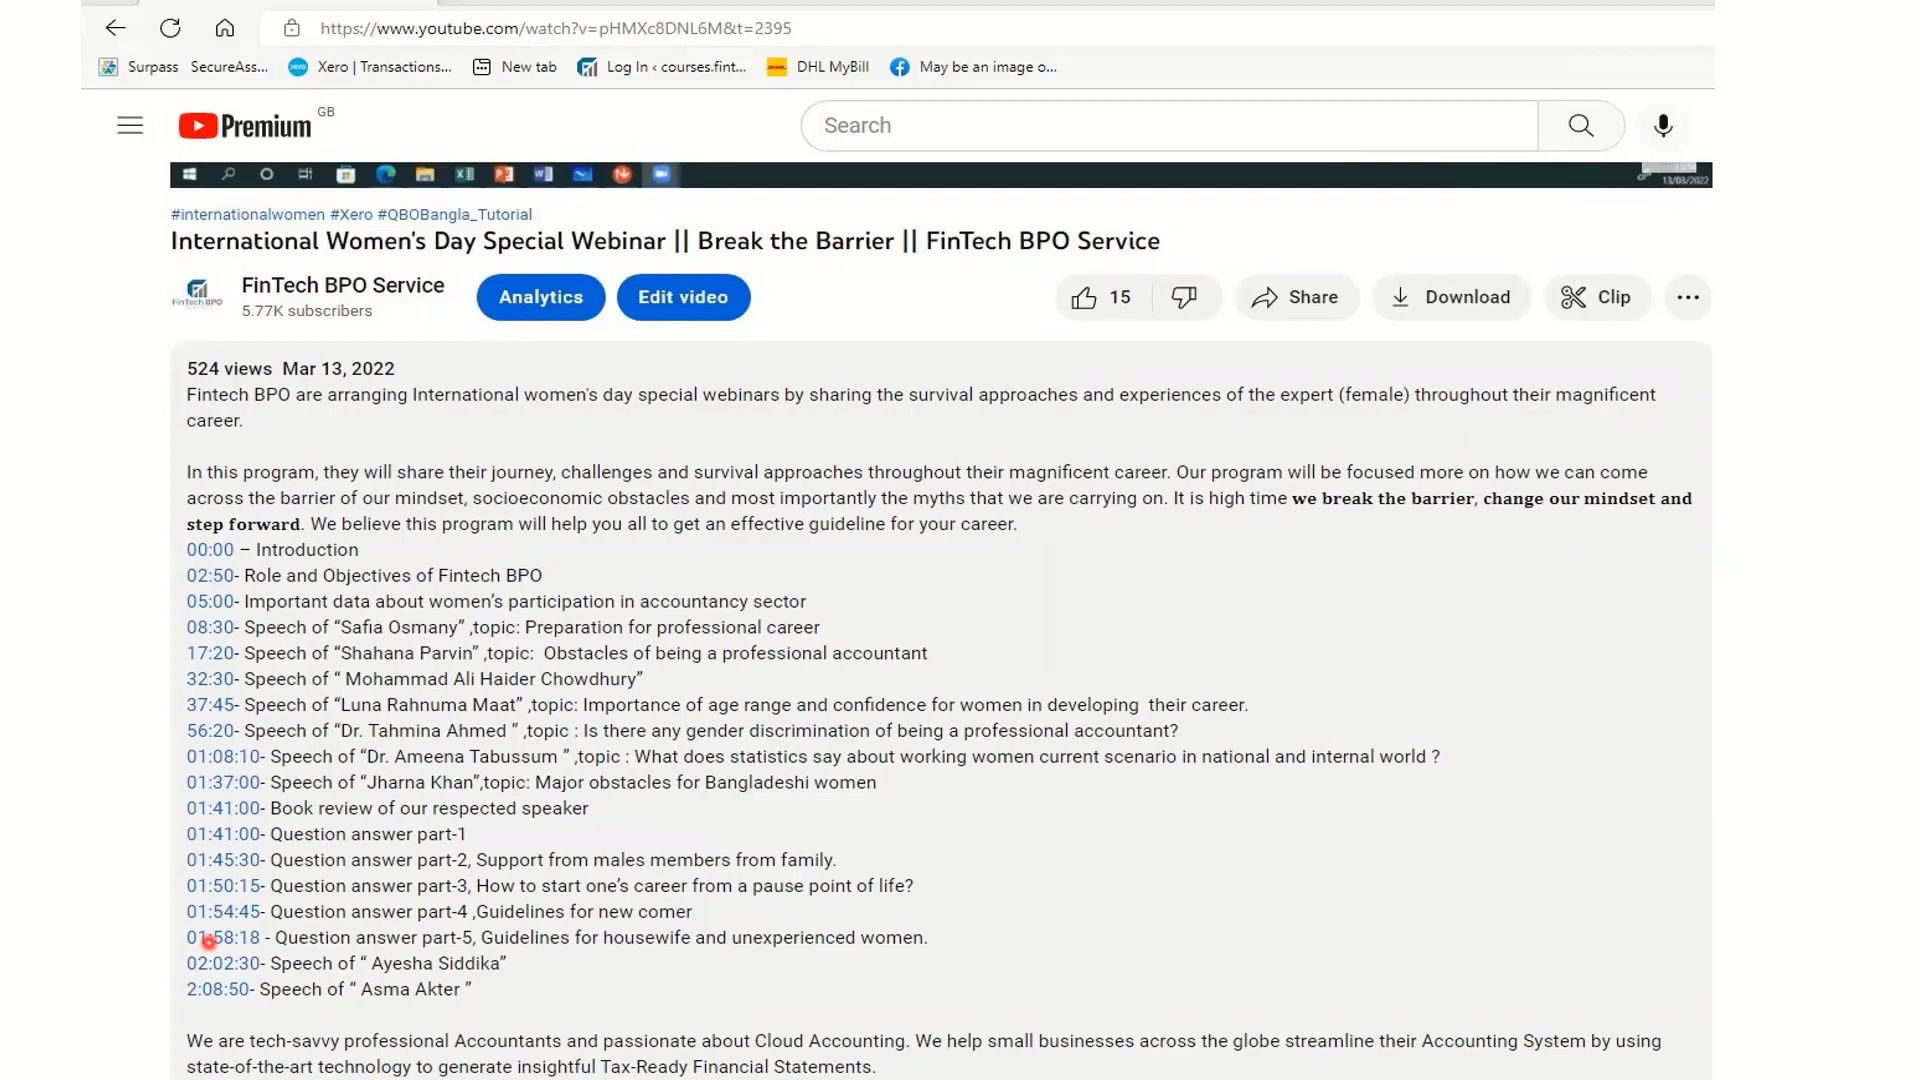 https://www.youtube.com/watch?v=pHMXc8DNL6M&t=2395
Surpass SecureAss... Xero | Transactions... New tab Log In ‹ courses.fint... DHL MyBill May be an image o...
Premium GB
Search
13/03/2022
#internationalwomen #Xero #QBOBangla_Tutorial
International Women's Day Special Webinar || Break the Barrier || FinTech BPO Service
FinTech BPO
FinTech BPO Service
5.77K subscribers
Analytics Edit video 15 Share Download Clip
524 views Mar 13, 2022
Fintech BPO are arranging International women's day special webinars by sharing the survival approaches and experiences of the expert (female) throughout their magnificent
career.
In this program, they will share their journey, challenges and survival approaches throughout their magnificent career. Our program will be focused more on how we can come
across the barrier of our mindset, socioeconomic obstacles and most importantly the myths that we are carrying on. It is high time we break the barrier, change our mindset and
step forward. We believe this program will help you all to get an effective guideline for your career.
00:00 – Introduction
02:50- Role and Objectives of Fintech BPO
05:00- Important data about women’s participation in accountancy sector
08:30- Speech of “Safia Osmany” ,topic: Preparation for professional career
17:20- Speech of “Shahana Parvin” ,topic: Obstacles of being a professional accountant
32:30- Speech of “ Mohammad Ali Haider Chowdhury”
37:45- Speech of “Luna Rahnuma Maat” ,topic: Importance of age range and confidence for women in developing their career.
56:20- Speech of “Dr. Tahmina Ahmed ” ,topic : Is there any gender discrimination of being a professional accountant?
01:08:10- Speech of “Dr. Ameena Tabussum ” ,topic : What does statistics say about working women current scenario in national and internal world ?
01:37:00- Speech of “Jharna Khan”,topic: Major obstacles for Bangladeshi women
01:41:00- Book review of our respected speaker
01:41:00- Question answer part-1
01:45:30- Question answer part-2, Support from males members from family.
01:50:15- Question answer part-3, How to start one’s career from a pause point of life?
01:54:45- Question answer part-4 ,Guidelines for new comer
01:58:18 - Question answer part-5, Guidelines for housewife and unexperienced women.
02:02:30- Speech of “ Ayesha Siddika”
2:08:50- Speech of “ Asma Akter ”
We are tech-savvy professional Accountants and passionate about Cloud Accounting. We help small businesses across the globe streamline their Accounting System by using
state-of-the-art technology to generate insightful Tax-Ready Financial Statements.